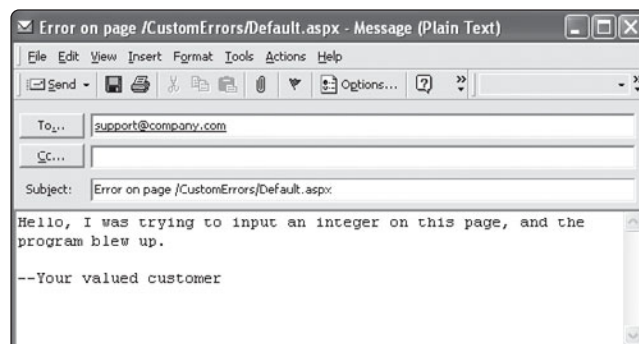 Error on page /CustomErrors/Default.aspx - Message (Plain Text)
File Edit View Insert Format Tools Actions Help
Send Options...
To... support@company.com
Cc...
Subject: Error on page /CustomErrors/Default.aspx
Hello, I was trying to input an integer on this page, and the
program blew up.
--Your valued customer